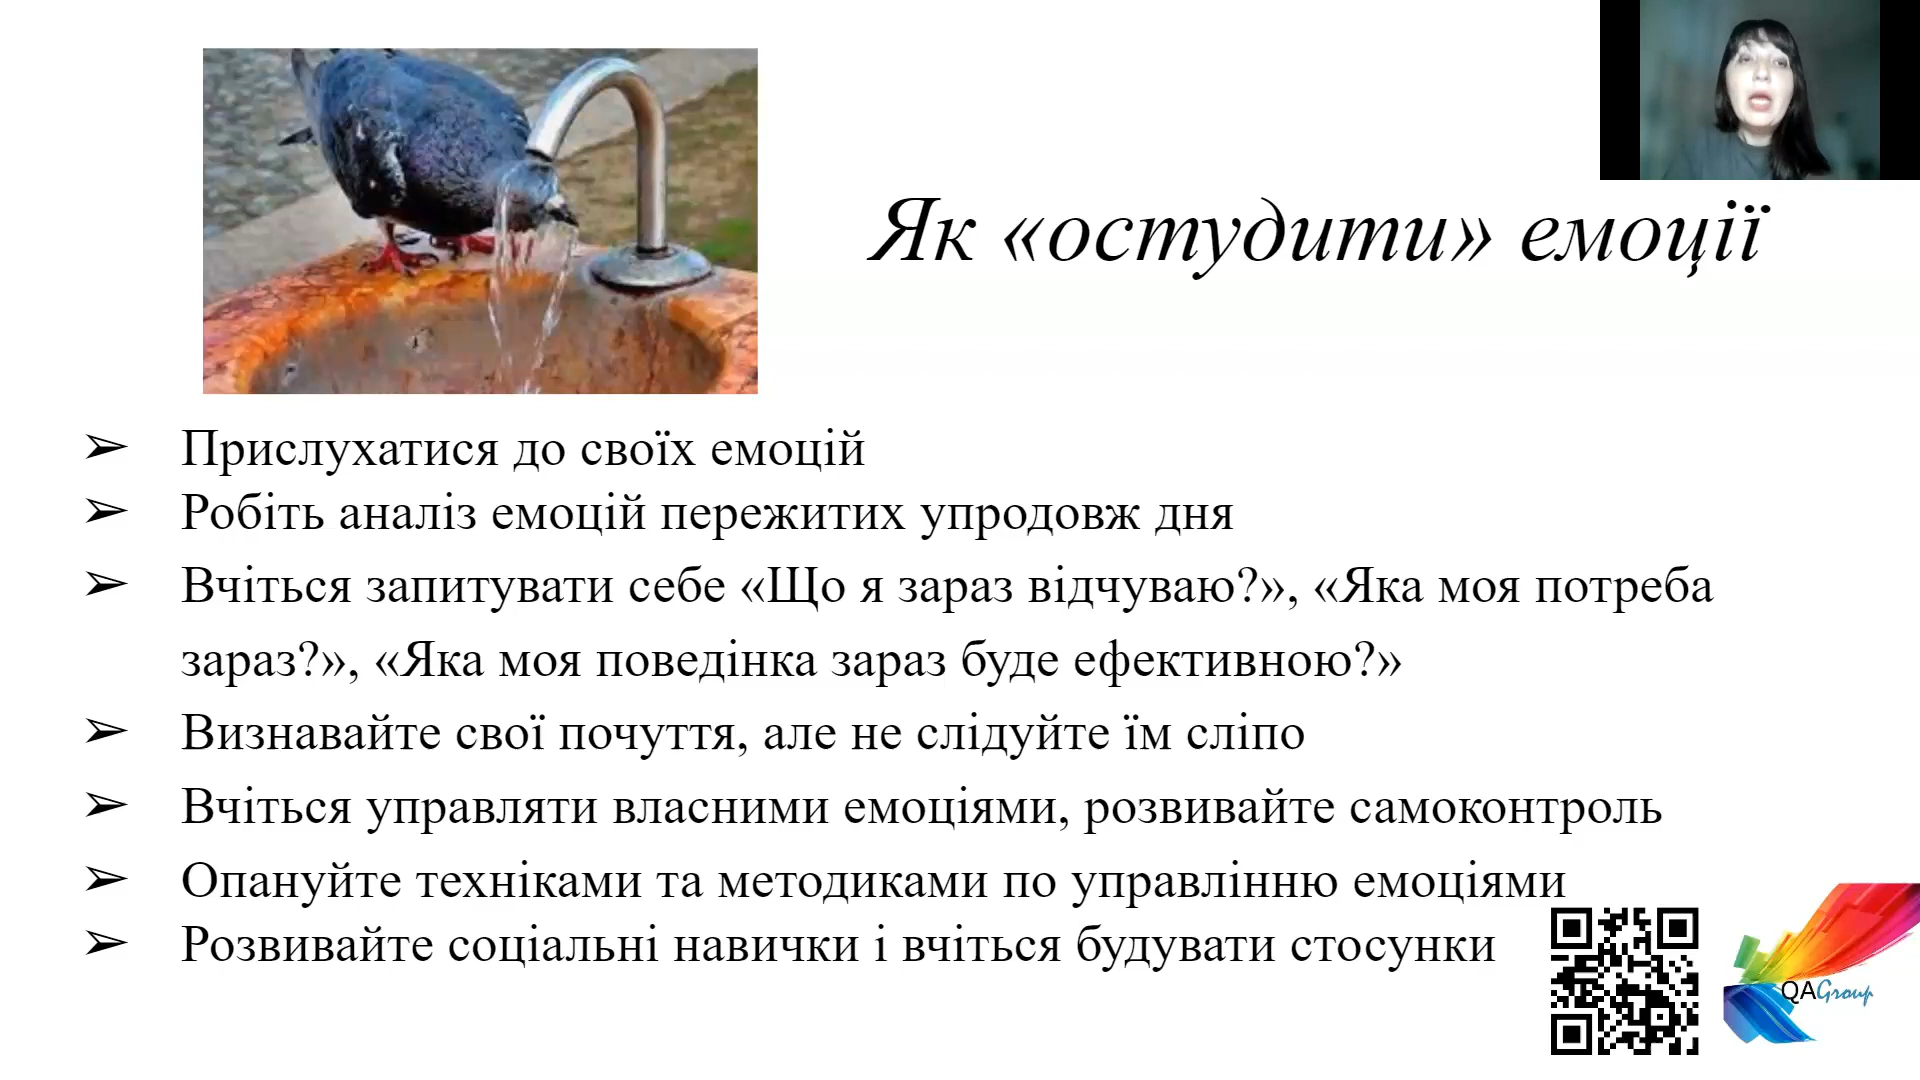 Як «остудити» емоції
➢ Прислухатися до своїх емоцій
➢ Робіть аналіз емоцій пережитих упродовж дня
➢ Вчіться запитувати себе «Що я зараз відчуваю?», «Яка моя потреба
зараз?», «Яка моя поведінка зараз буде ефективною?»
➢ Визнавайте свої почуття, але не слідуйте їм сліпо
➢ Вчіться управляти власними емоціями, розвивайте самоконтроль
➢ Опануйте техніками та методиками по управлінню емоціями
➢ Розвивайте соціальні навички і вчіться будувати стосунки
QAGroup